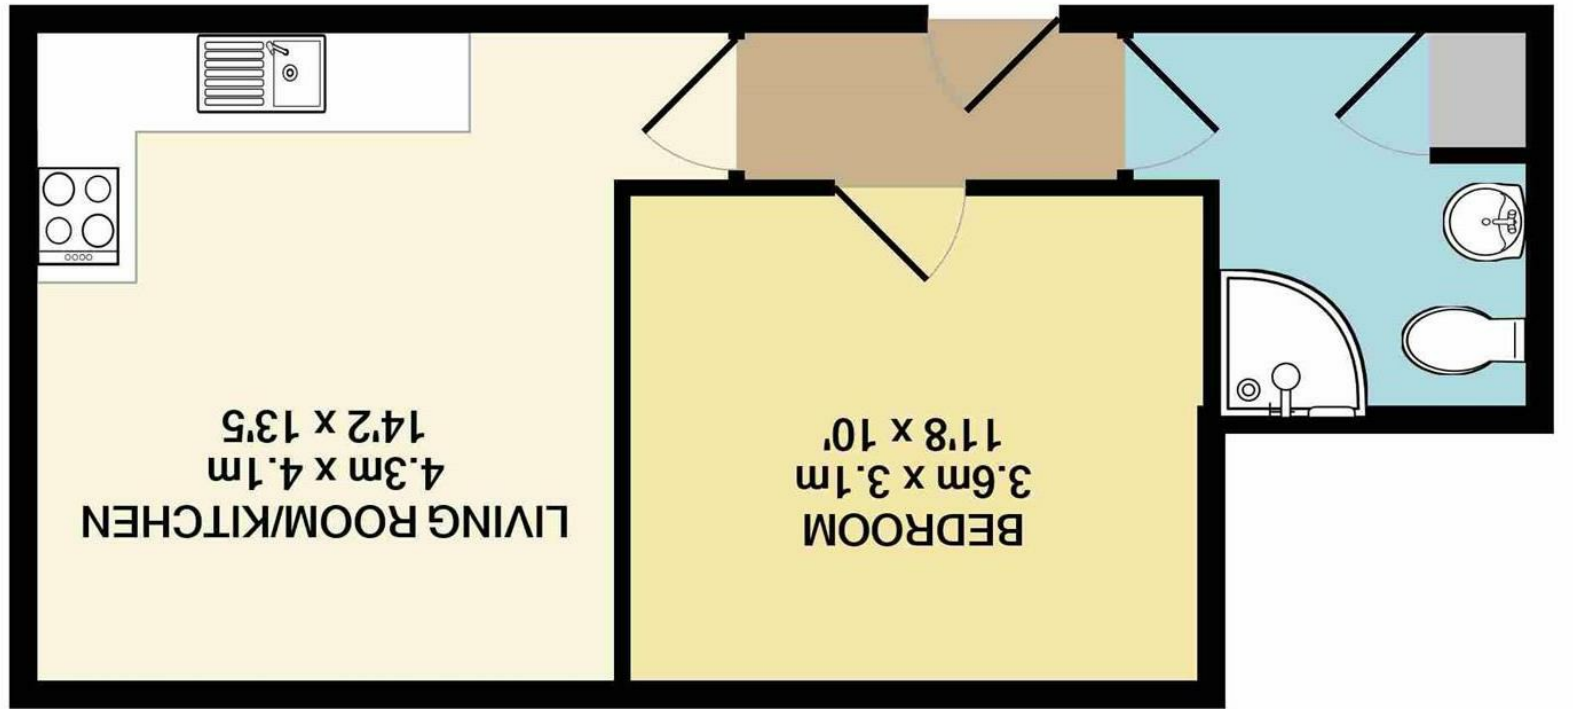 LIVING ROOM/KITCHEN
4.3m x 4.1m
14'2 x 13'5
BEDROOM
3.6m x 3.1m
11'8 x 10'